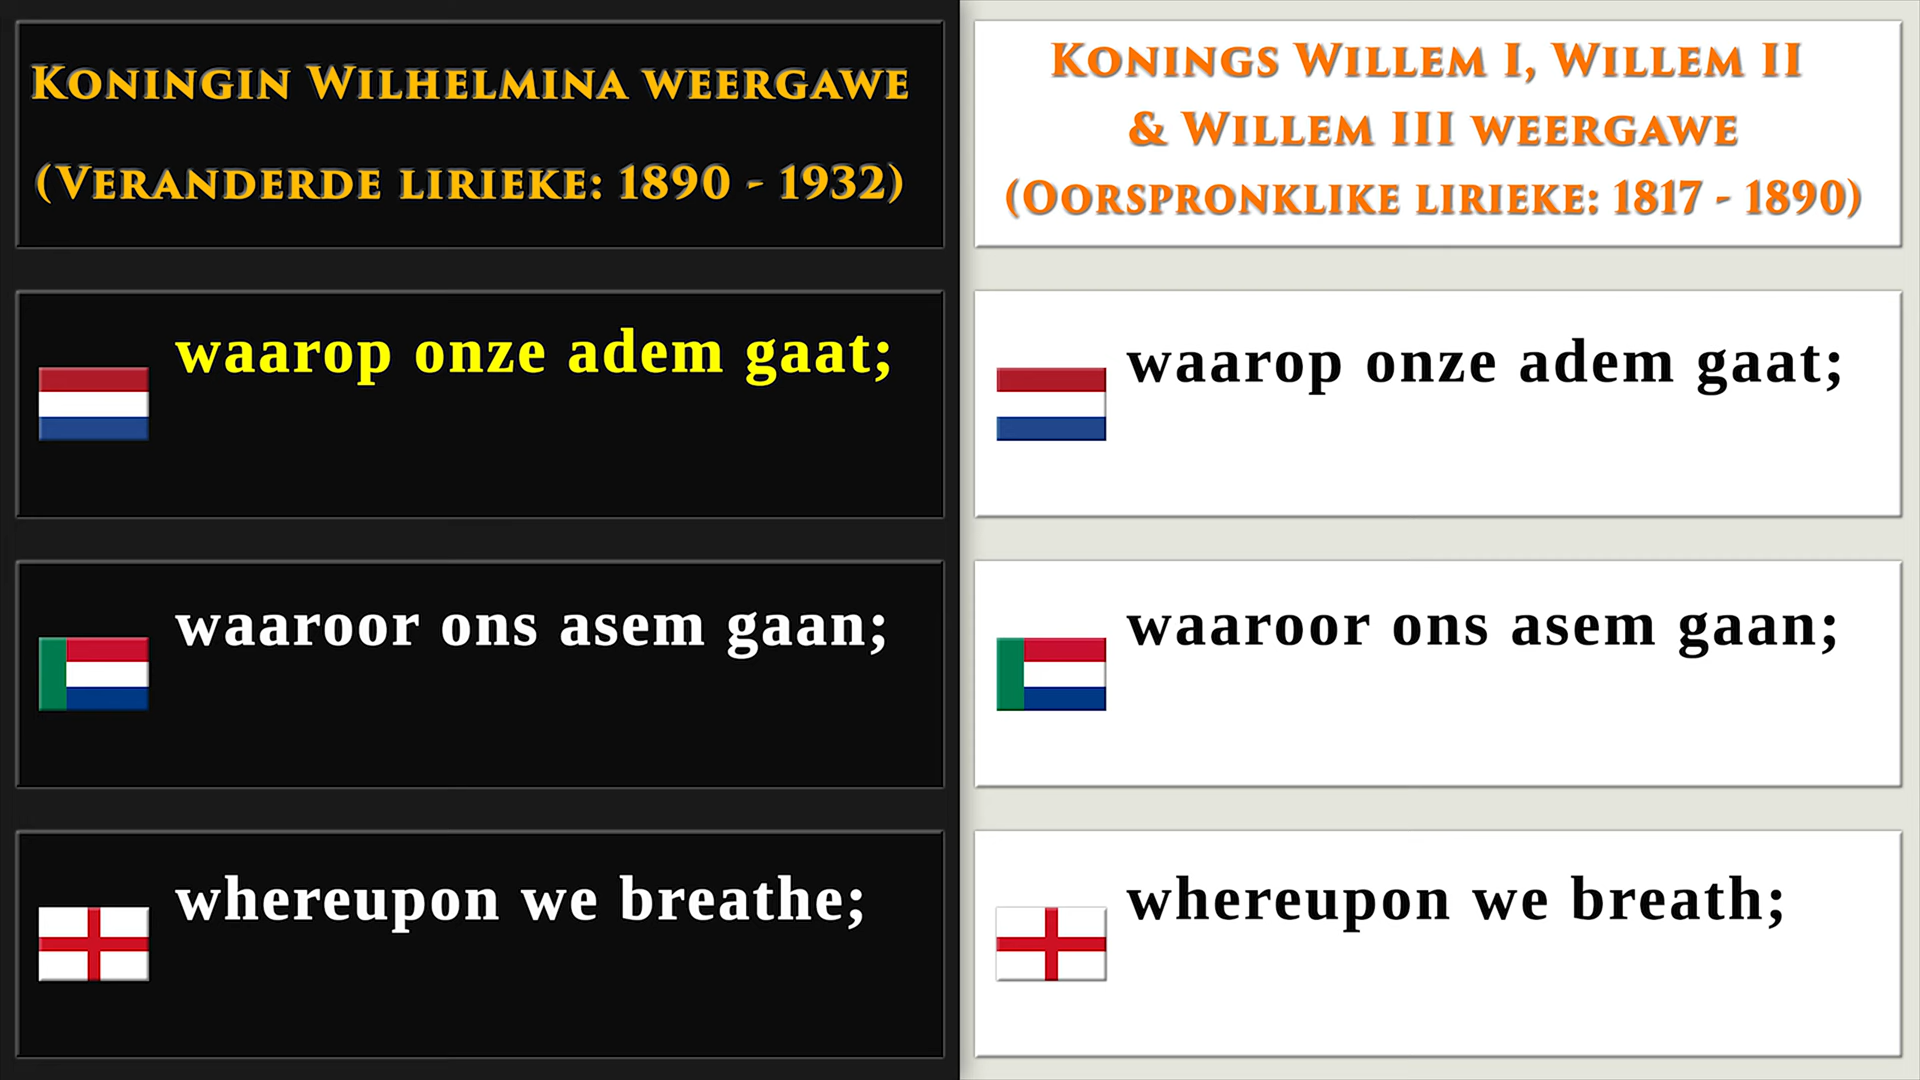 Koningin Wilhelmina weergawe
(Veranderde lirieke: 1890 - 1932)
waarop onze adem gaat;
waaroor ons asem gaan;
whereupon we breathe;
Konings Willem I, Willem II
& Willem III weergawe
(Oorspronklike lirieke: 1817 - 1890)
waarop onze adem gaat;
waaroor ons asem gaan;
whereupon we breath;